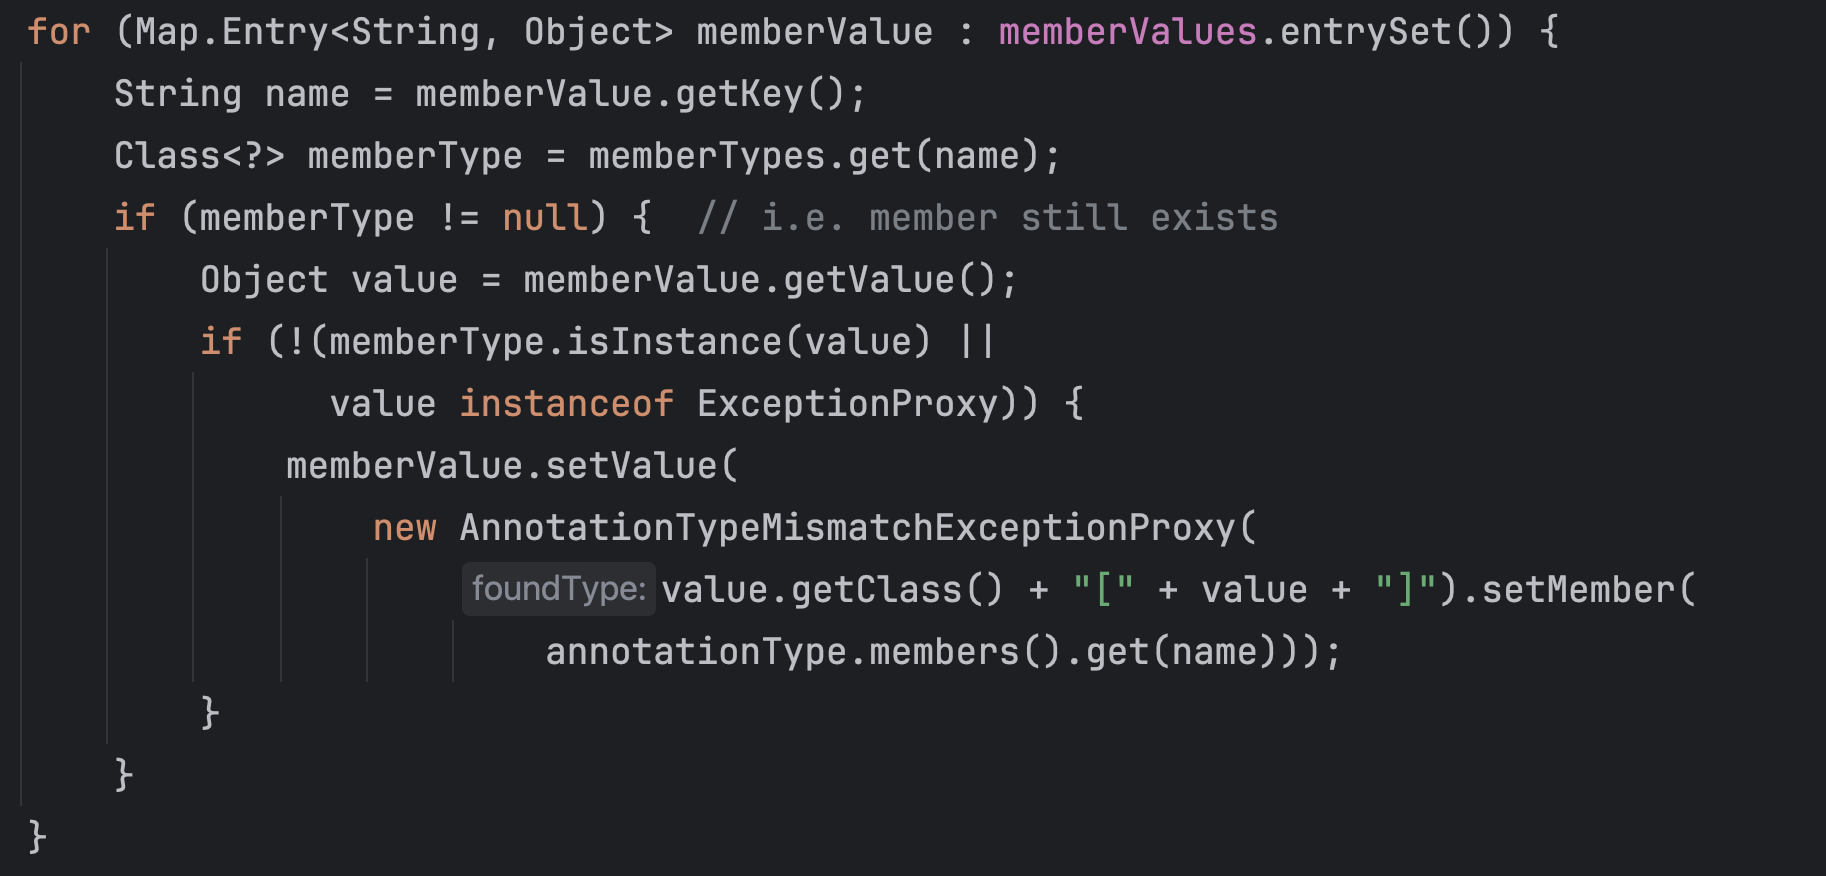 for (Map.Entry<String, Object> memberValue : memberValues.entrySet()) {
    String name = memberValue.getKey();
    Class<?> memberType = memberTypes.get(name);
    if (memberType != null) {  // i.e. member still exists
        Object value = memberValue.getValue();
        if (!(memberType.isInstance(value) ||
              value instanceof ExceptionProxy)) {
            memberValue.setValue(
                new AnnotationTypeMismatchExceptionProxy(
                    foundType: value.getClass() + "[" + value + "]").setMember(
                        annotationType.members().get(name)));
        }
    }
}